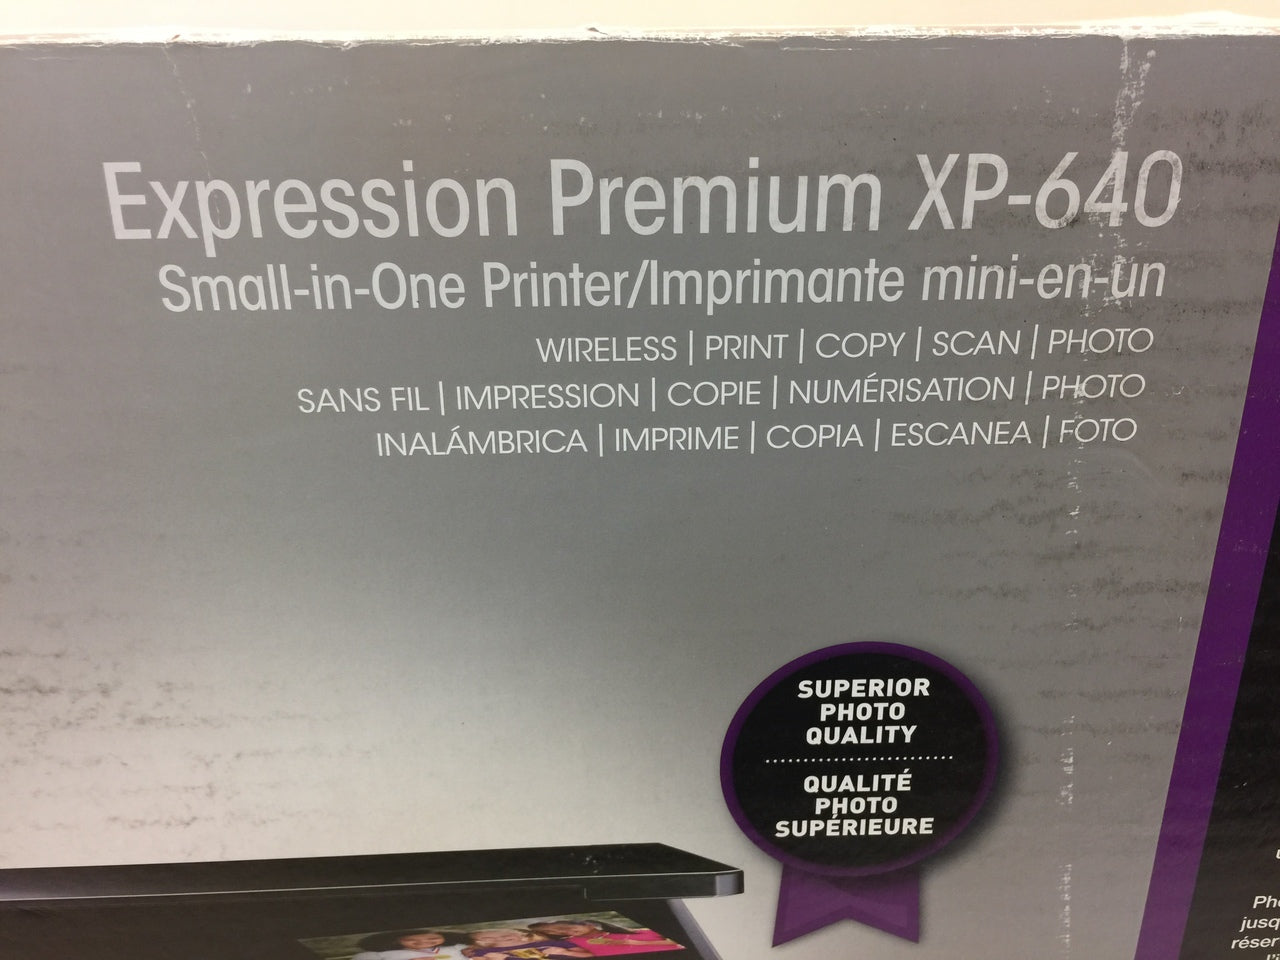 Expression Premium XP-640
Small-in-One Printer/Imprimante mini-en-un
WIRELESS | PRINT | COPY | SCAN | PHOTO
SANS FIL | IMPRESSION | COPIE | NUMÉRISATION | PHOTO
INALÁMBRICA | IMPRIME | COPIA | ESCANEA | FOTO
SUPERIOR
PHOTO
QUALITY
QUALITÉ
PHOTO
SUPÉRIEURE